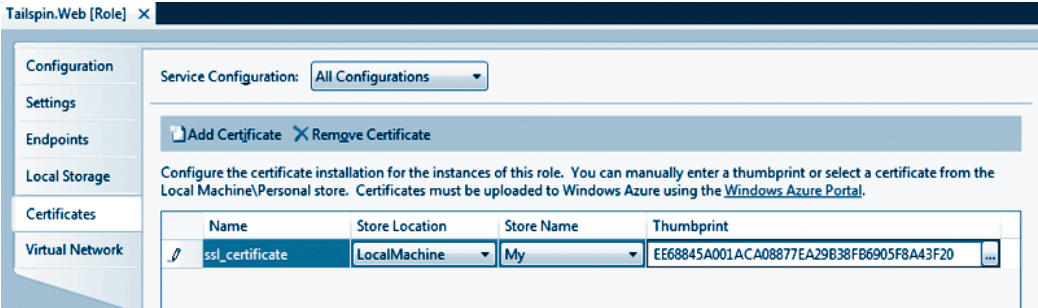 Tailspin.Web [Role] ×
Configuration
Settings
Endpoints
Local Storage
Certificates
Virtual Network
Service Configuration: All Configurations
Add Certificate Remove Certificate
Configure the certificate installation for the instances of this role. You can manually enter a thumbprint or select a certificate from the
Local Machine\Personal store. Certificates must be uploaded to Windows Azure using the Windows Azure Portal.
Name Store Location Store Name Thumbprint
ssl_certificate LocalMachine My EE68845A001ACA08877EA29B38FB6905F8A43F20 ...